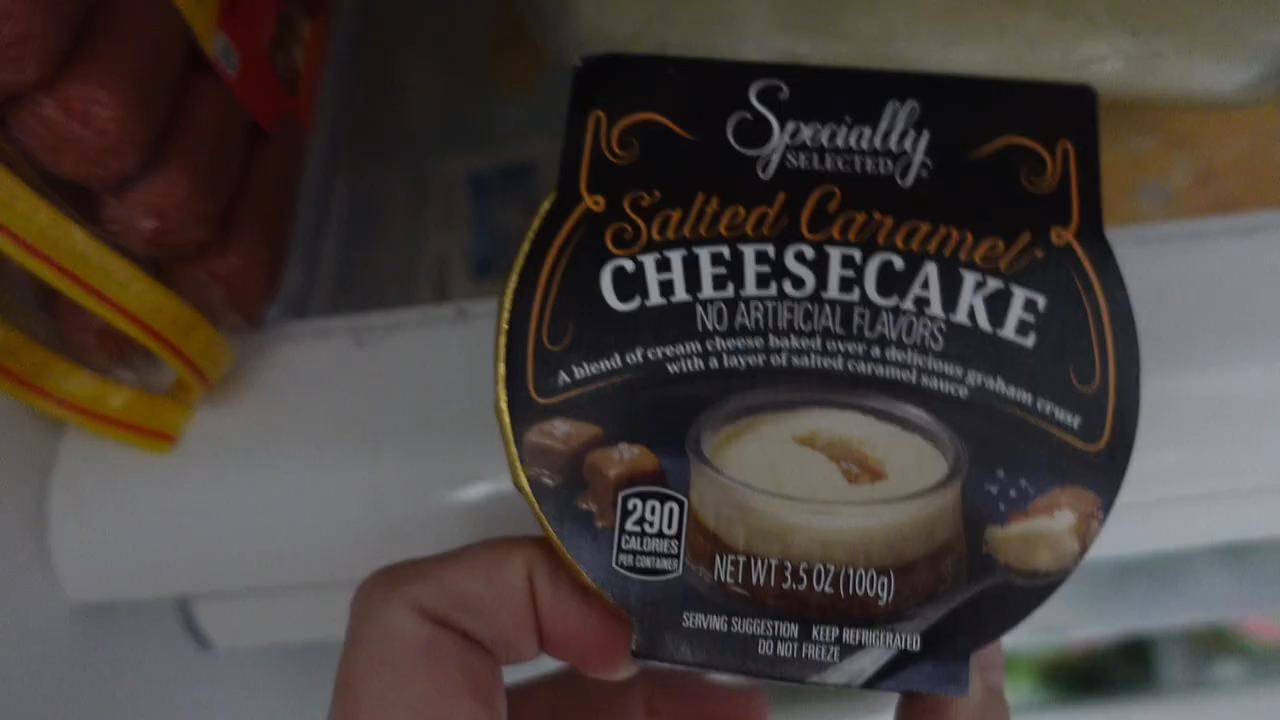 Specially
SELECTED
Salted Caramel
CHEESECAKE
NO ARTIFICIAL FLAVORS
A blend of cream cheese baked over a delicious graham crust
with a layer of salted caramel sauce
290
CALORIES
PER CONTAINER
NET WT 3.5 OZ (100g)
SERVING SUGGESTION KEEP REFRIGERATED
DO NOT FREEZE